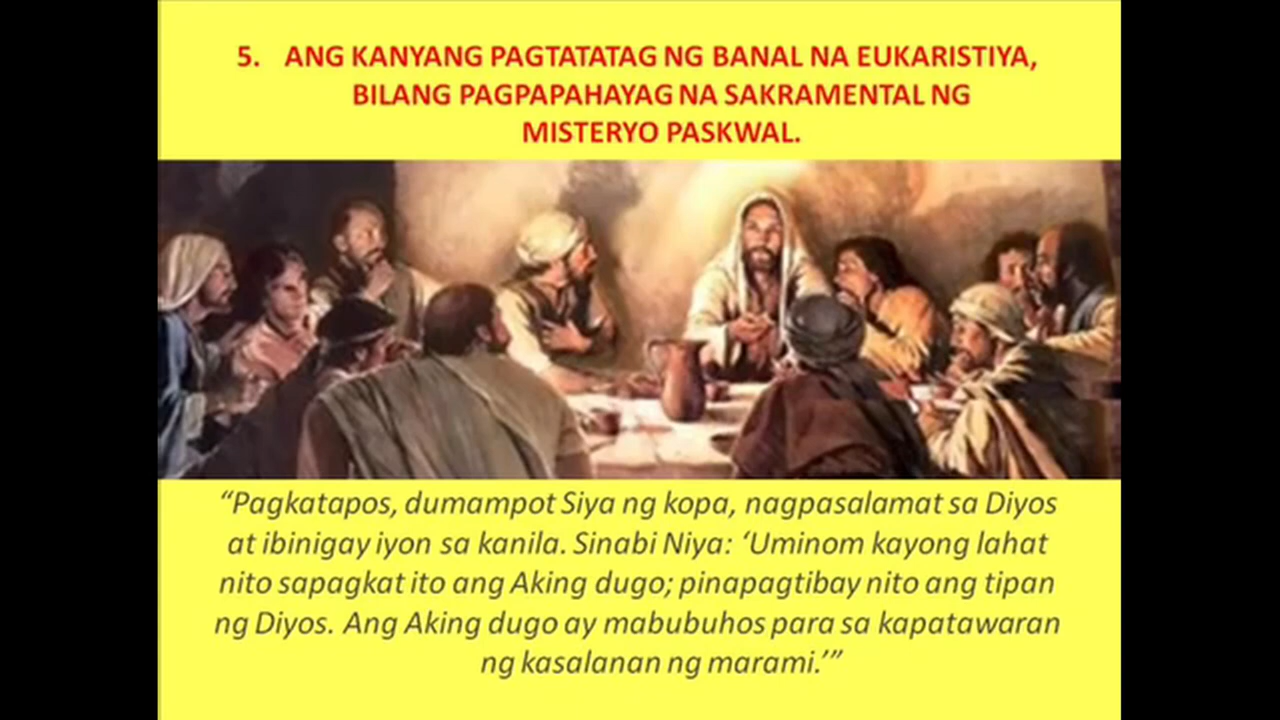 5. ANG KANYANG PAGTATATAG NG BANAL NA EUKARISTIYA,
BILANG PAGPAPAHAYAG NA SAKRAMENTAL NG
MISTERYO PASKWAL.
“Pagkatapos, dumampot Siya ng kopa, nagpasalamat sa Diyos
at ibinigay iyon sa kanila. Sinabi Niya: ‘Uminom kayong lahat
nito sapagkat ito ang Aking dugo; pinapagtibay nito ang tipan
ng Diyos. Ang Aking dugo ay mabubuhos para sa kapatawaran
ng kasalanan ng marami.’”